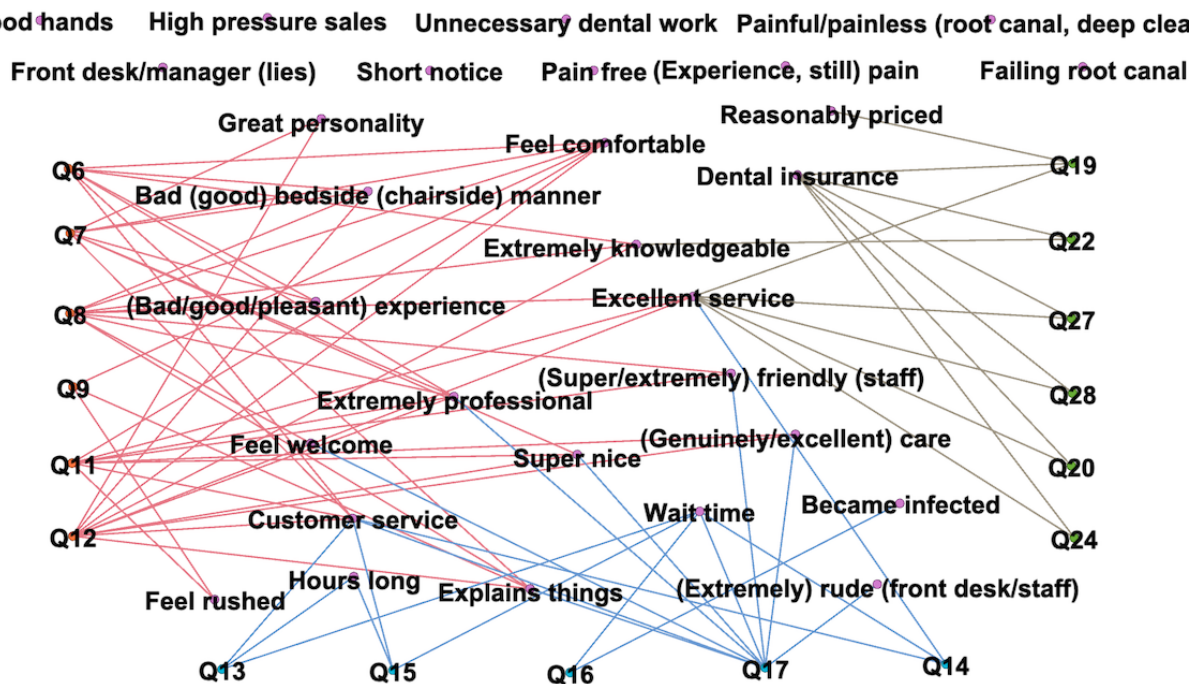 ood hands High pressure sales Unnecessary dental work Painful/painless (root canal, deep clea
Front desk/manager (lies) Short notice Pain free (Experience, still) pain Failing root canal
Reasonably priced
Great personality
Feel comfortable
Q19
Q6
Dental insurance
Bad (good) bedside (chairside) manner
Q7
Q22
Extremely knowledgeable
Excellent service
(Bad/good/pleasant) experience
Q8
Q27
(Super/extremely) friendly (staff)
Q9
Q28
Extremely professional
(Genuinely/excellent) care
Feel welcome
Super nice
Q11
Q20
Became infected
Wait time
Customer service
Q12
Q24
Hours long
(Extremely) rude (front desk/staff)
Explains things
Feel rushed
Q13 Q15 Q16 Q17 Q14